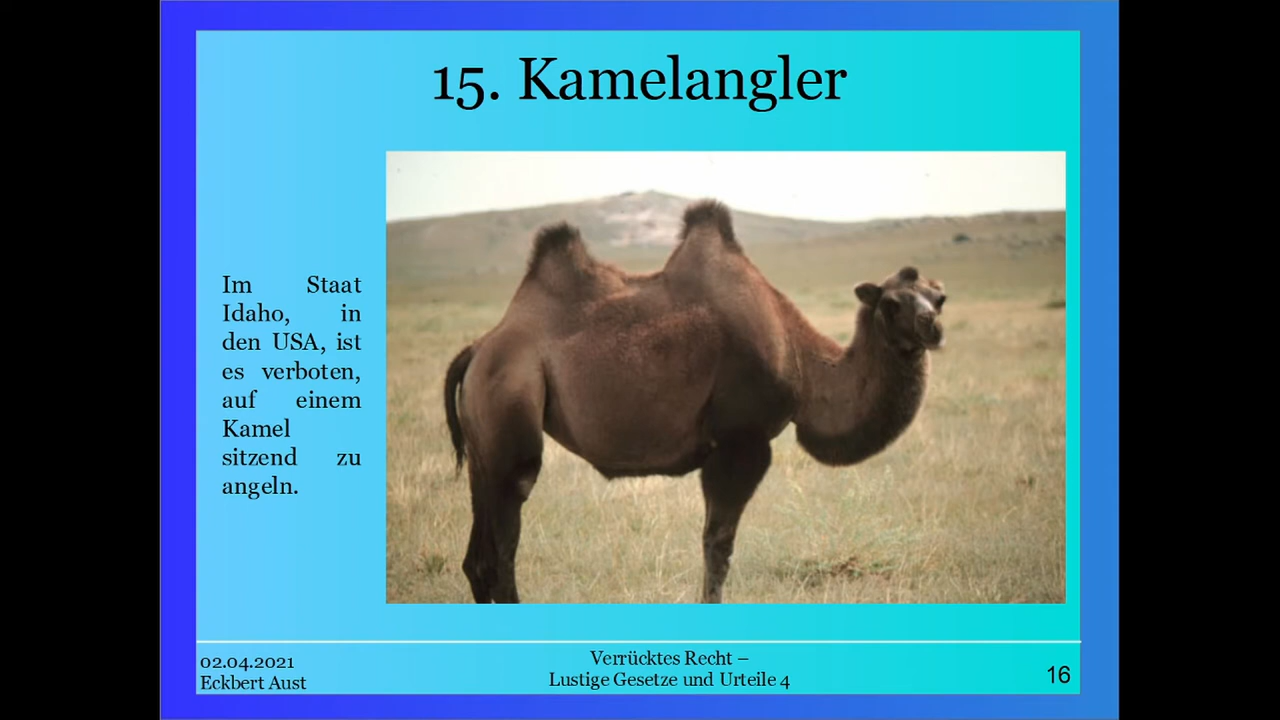 15. Kamelangler
Im Staat
Idaho, in
den USA, ist
es verboten,
auf einem
Kamel
sitzend zu
angeln.
02.04.2021
Eckbert Aust
Verrücktes Recht –
Lustige Gesetze und Urteile 4
16